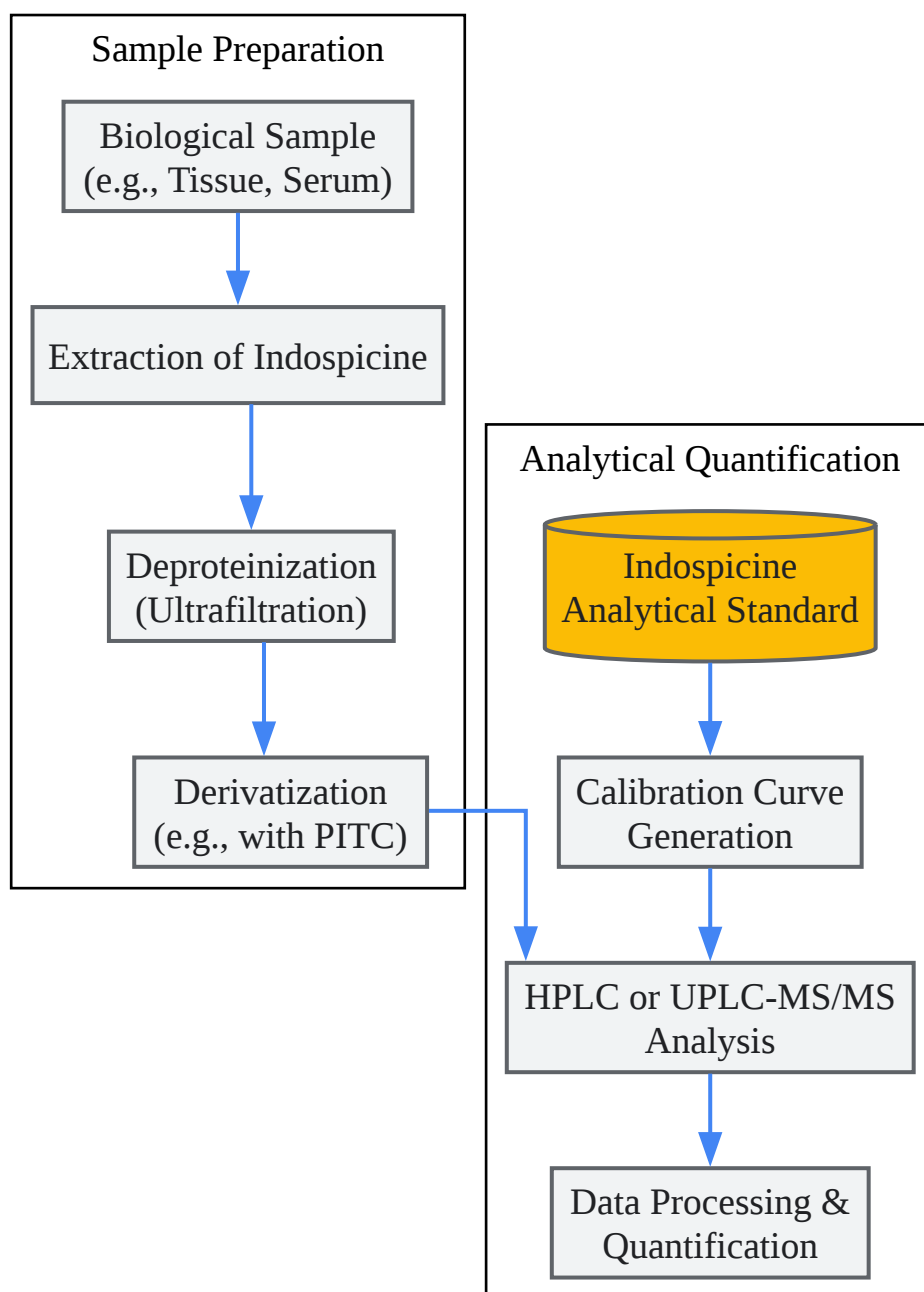 Sample Preparation
Biological Sample
(e.g., Tissue, Serum)
Extraction of Indospicine
Deproteinization
(Ultrafiltration)
Derivatization
(e.g., with PITC)
Analytical Quantification
Indospicine
Analytical Standard
Calibration Curve
Generation
HPLC or UPLC-MS/MS
Analysis
Data Processing &
Quantification